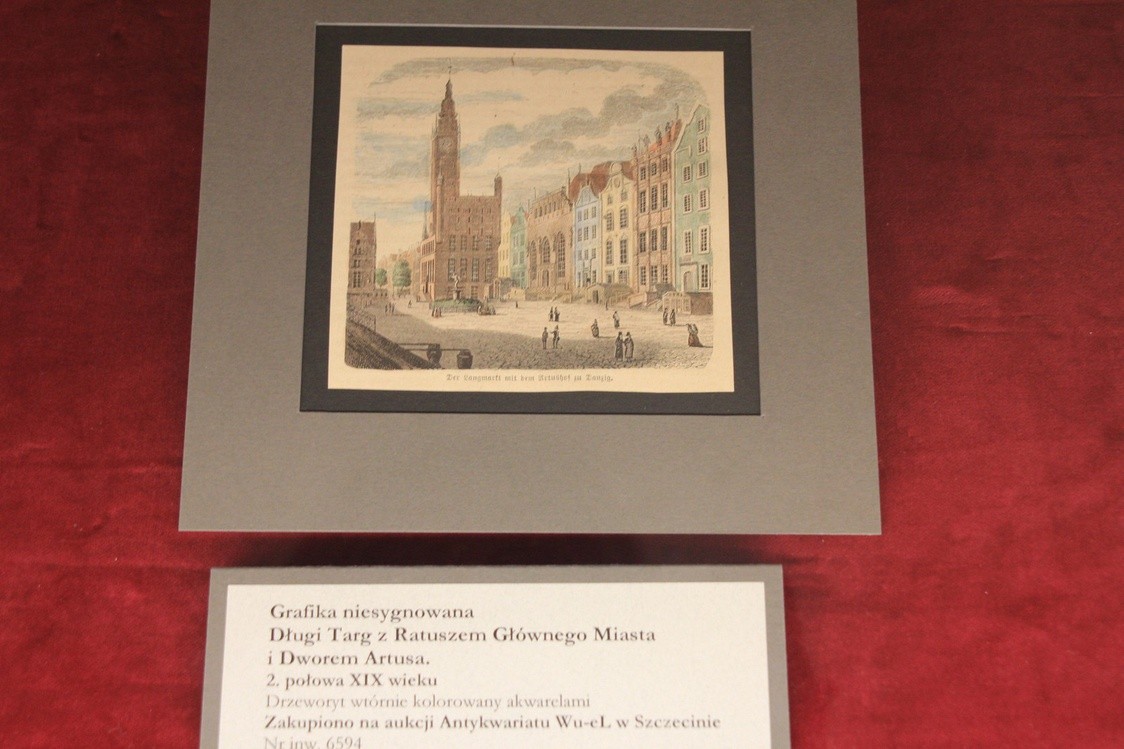 Der Langmarkt mit dem Artushof zu Danzig.
Grafika niesygnowana
Długi Targ z Ratuszem Głównego Miasta
i Dworem Artusa.
2. połowa XIX wieku
Drzeworyt wtórnie kolorowany akwarelami
Zakupiono na aukcji Antykwariatu Wu-eL w Szczecinie
Nr inw. 6594